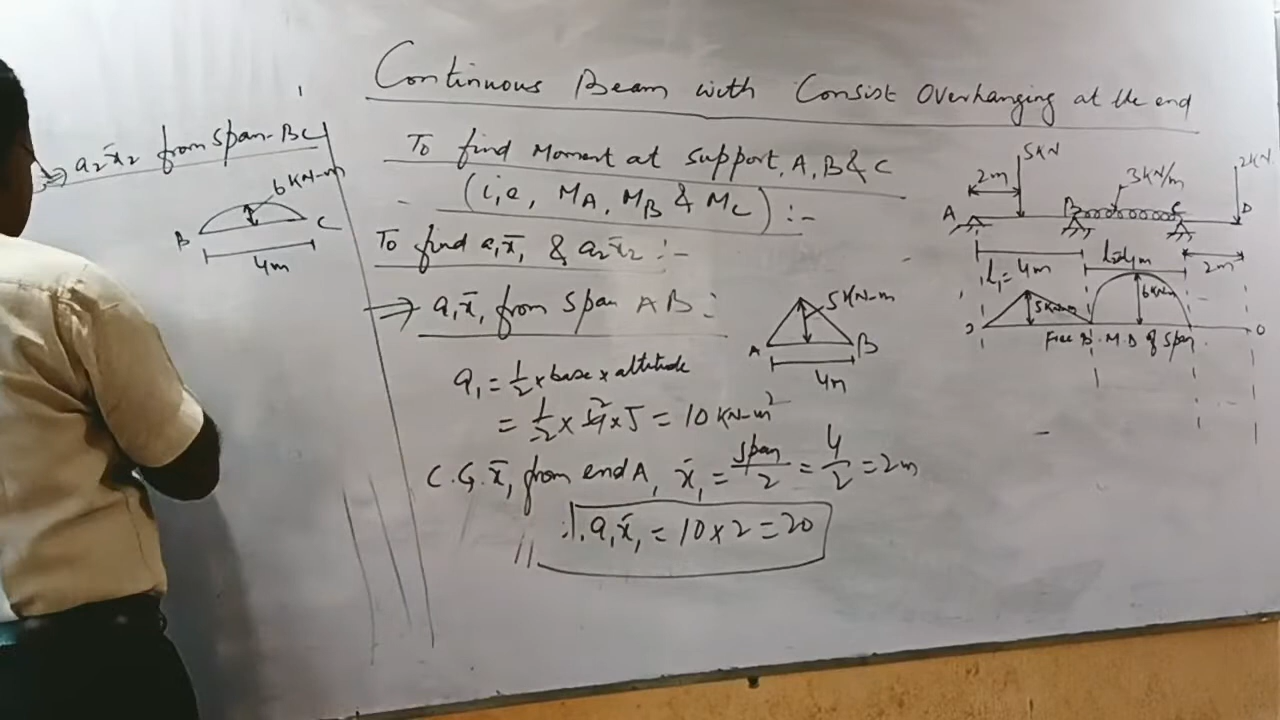 Continuous Beam with Consist Overhanging at the end
To find Moment at support, A, B & C
(i,e, MA, MB & MC) :-
To find a₁x̄₁ & a₂x̄₂ :-
⇒ a₁x̄₁ from span AB :
5KN-m
A B
4m
a₁ = 1/2 × base × altitude
= 1/2 × 4̸² × 5 = 10 KN-m²
C.G. x̄₁ from end A, x̄₁ = span/2 = 4/2 = 2m
∴ a₁x̄₁ = 10 × 2 = 20
⇒ a₂x̄₂ from span-BC
6KN-m
B C
4m
5KN
2KN
2m
3KN/m
A B C D
L₁=4m
L₂=4m
2m
5KN-m
6KNm
Free B.M.D of span